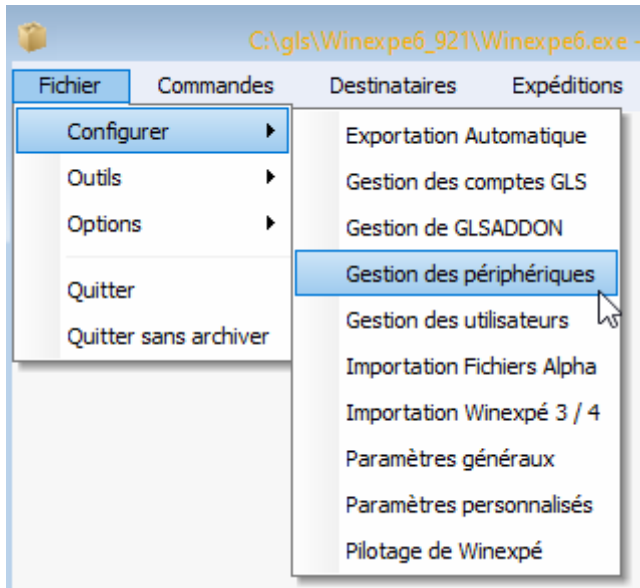 C:\gls\Winexpe6_921\Winexpe6.exe -
Fichier Commandes Destinataires Expéditions
Configurer
Outils
Options
Quitter
Quitter sans archiver
Exportation Automatique
Gestion des comptes GLS
Gestion de GLSADDON
Gestion des périphériques
Gestion des utilisateurs
Importation Fichiers Alpha
Importation Winexpé 3 / 4
Paramètres généraux
Paramètres personnalisés
Pilotage de Winexpé